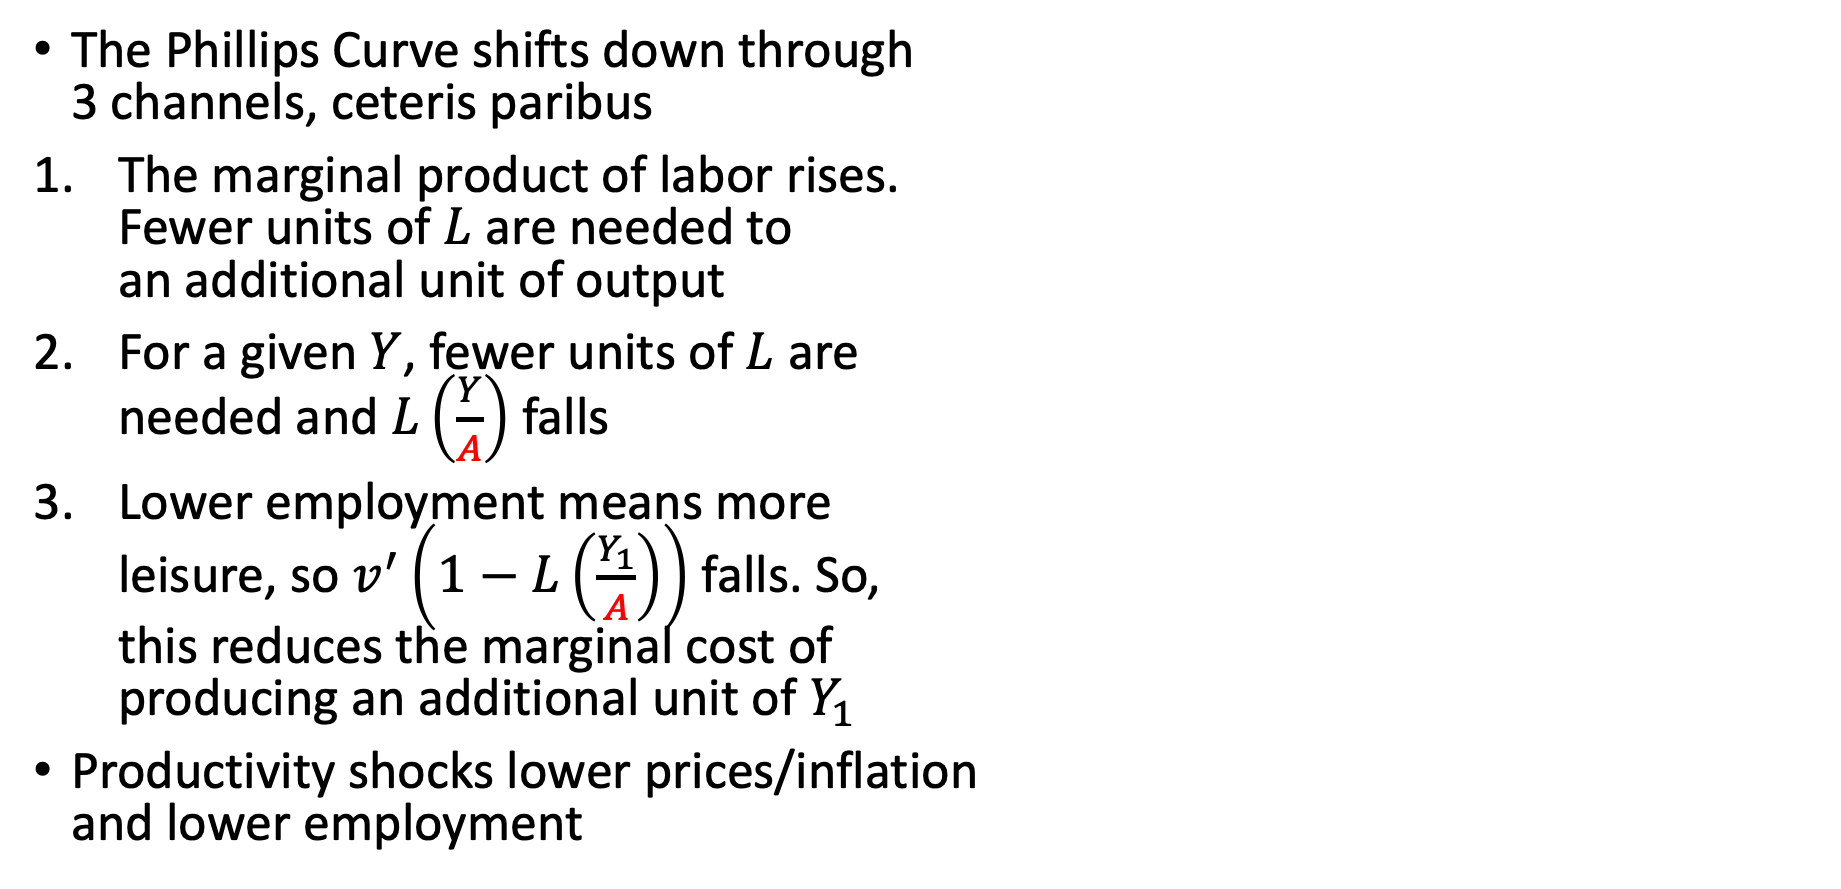 • The Phillips Curve shifts down through
3 channels, ceteris paribus
1. The marginal product of labor rises.
Fewer units of L are needed to
an additional unit of output
2. For a given Y, fewer units of L are
needed and L(Y/A) falls
3. Lower employment means more
leisure, so v′(1 − L(Y₁/A)) falls. So,
this reduces the marginal cost of
producing an additional unit of Y₁
• Productivity shocks lower prices/inflation
and lower employment